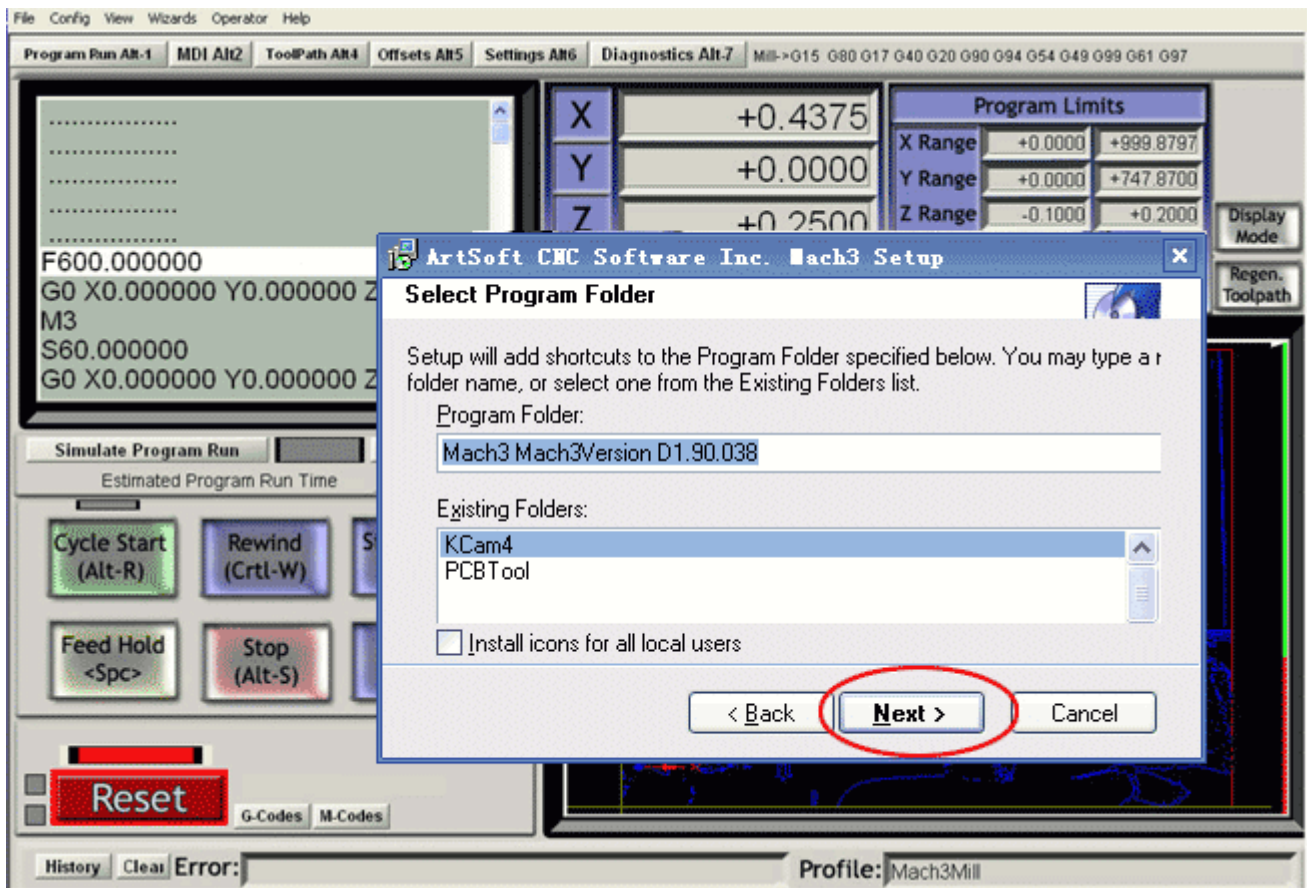 File Config View Wizards Operator Help
Program Run Alt-1 MDI Alt2 ToolPath Alt4 Offsets Alt5 Settings Alt6 Diagnostics Alt-7 Mill->G15 G80 G17 G40 G20 G90 G94 G54 G49 G99 G61 G97
.................
.................
.................
.................
.................
F600.000000
G0 X0.000000 Y0.000000 Z
M3
S60.000000
G0 X0.000000 Y0.000000 Z
X +0.4375
Y +0.0000
Z +0.2500
Program Limits
X Range +0.0000 +999.8797
Y Range +0.0000 +747.8700
Z Range -0.1000 +0.2000
Display
Mode
Regen.
Toolpath
ArtSoft CNC Software Inc. Mach3 Setup
Select Program Folder
Setup will add shortcuts to the Program Folder specified below. You may type a
folder name, or select one from the Existing Folders list.
Program Folder:
Mach3 Mach3Version D1.90.038
Existing Folders:
KCam4
PCBTool
Install icons for all local users
< Back Next > Cancel
Simulate Program Run
Estimated Program Run Time
Cycle Start
(Alt-R)
Rewind
(Crtl-W)
S
Feed Hold
<Spc>
Stop
(Alt-S)
Reset
G-Codes M-Codes
History Clear Error: Profile: Mach3Mill